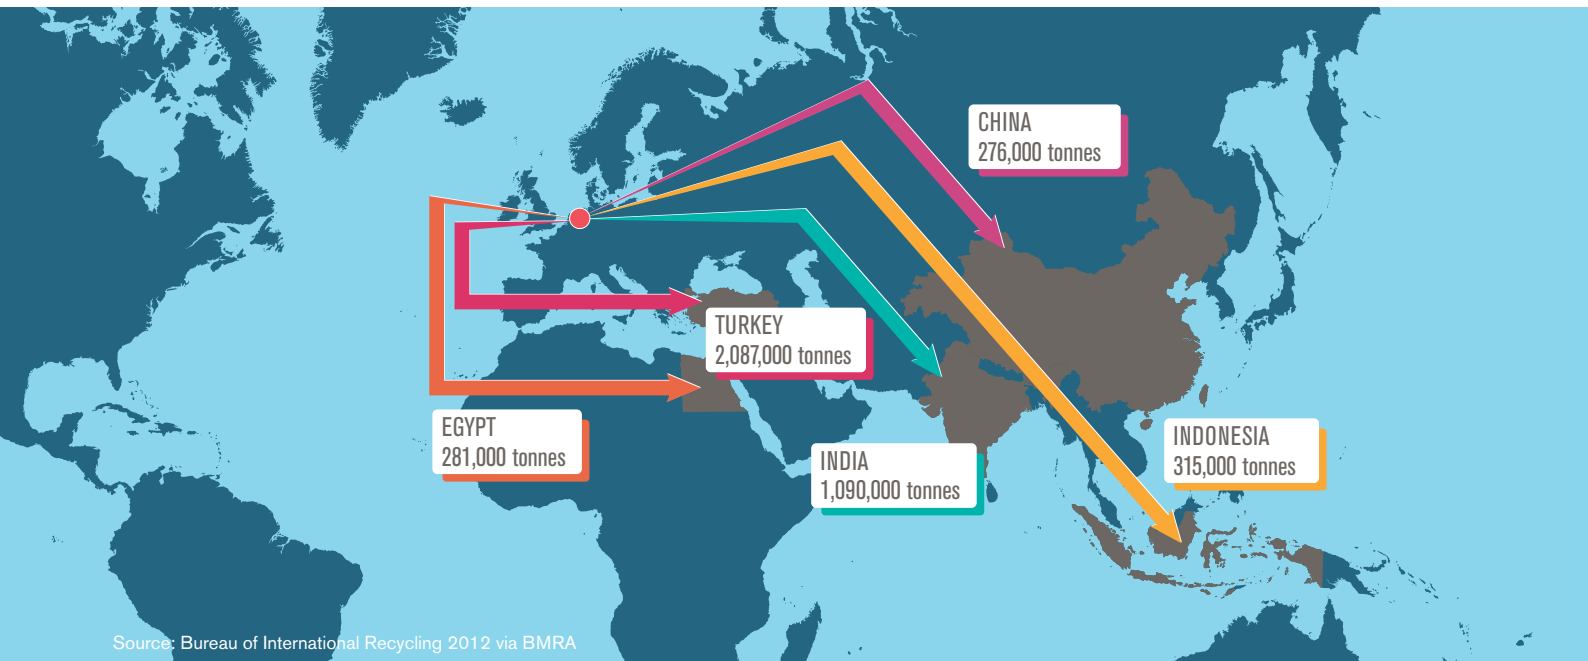 CHINA
276,000 tonnes
TURKEY
2,087,000 tonnes
EGYPT
281,000 tonnes
INDIA
1,090,000 tonnes
INDONESIA
315,000 tonnes
Source: Bureau of International Recycling 2012 via BMRA